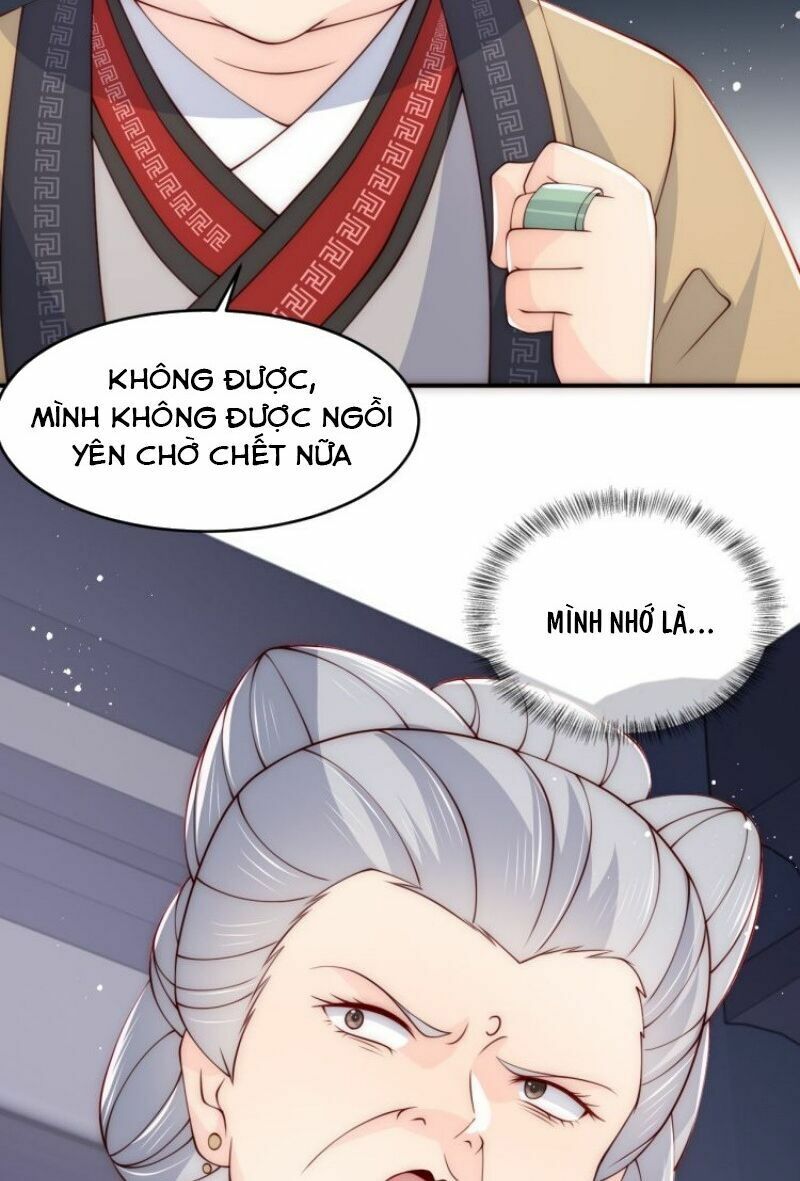 KHÔNG ĐƯỢC,
MÌNH KHÔNG ĐƯỢC NGỒI
YÊN CHỜ CHẾT NỮA
MÌNH NHỚ LÀ...